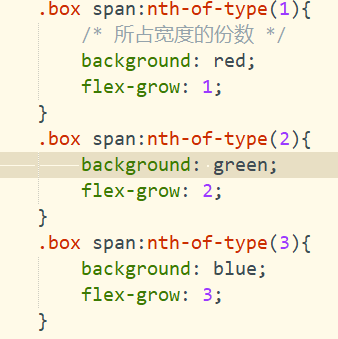 .box span:nth-of-type(1){
/* 所占宽度的份数 */
background: red;
flex-grow: 1;
}
.box span:nth-of-type(2){
background: green;
flex-grow: 2;
}
.box span:nth-of-type(3){
background: blue;
flex-grow: 3;
}